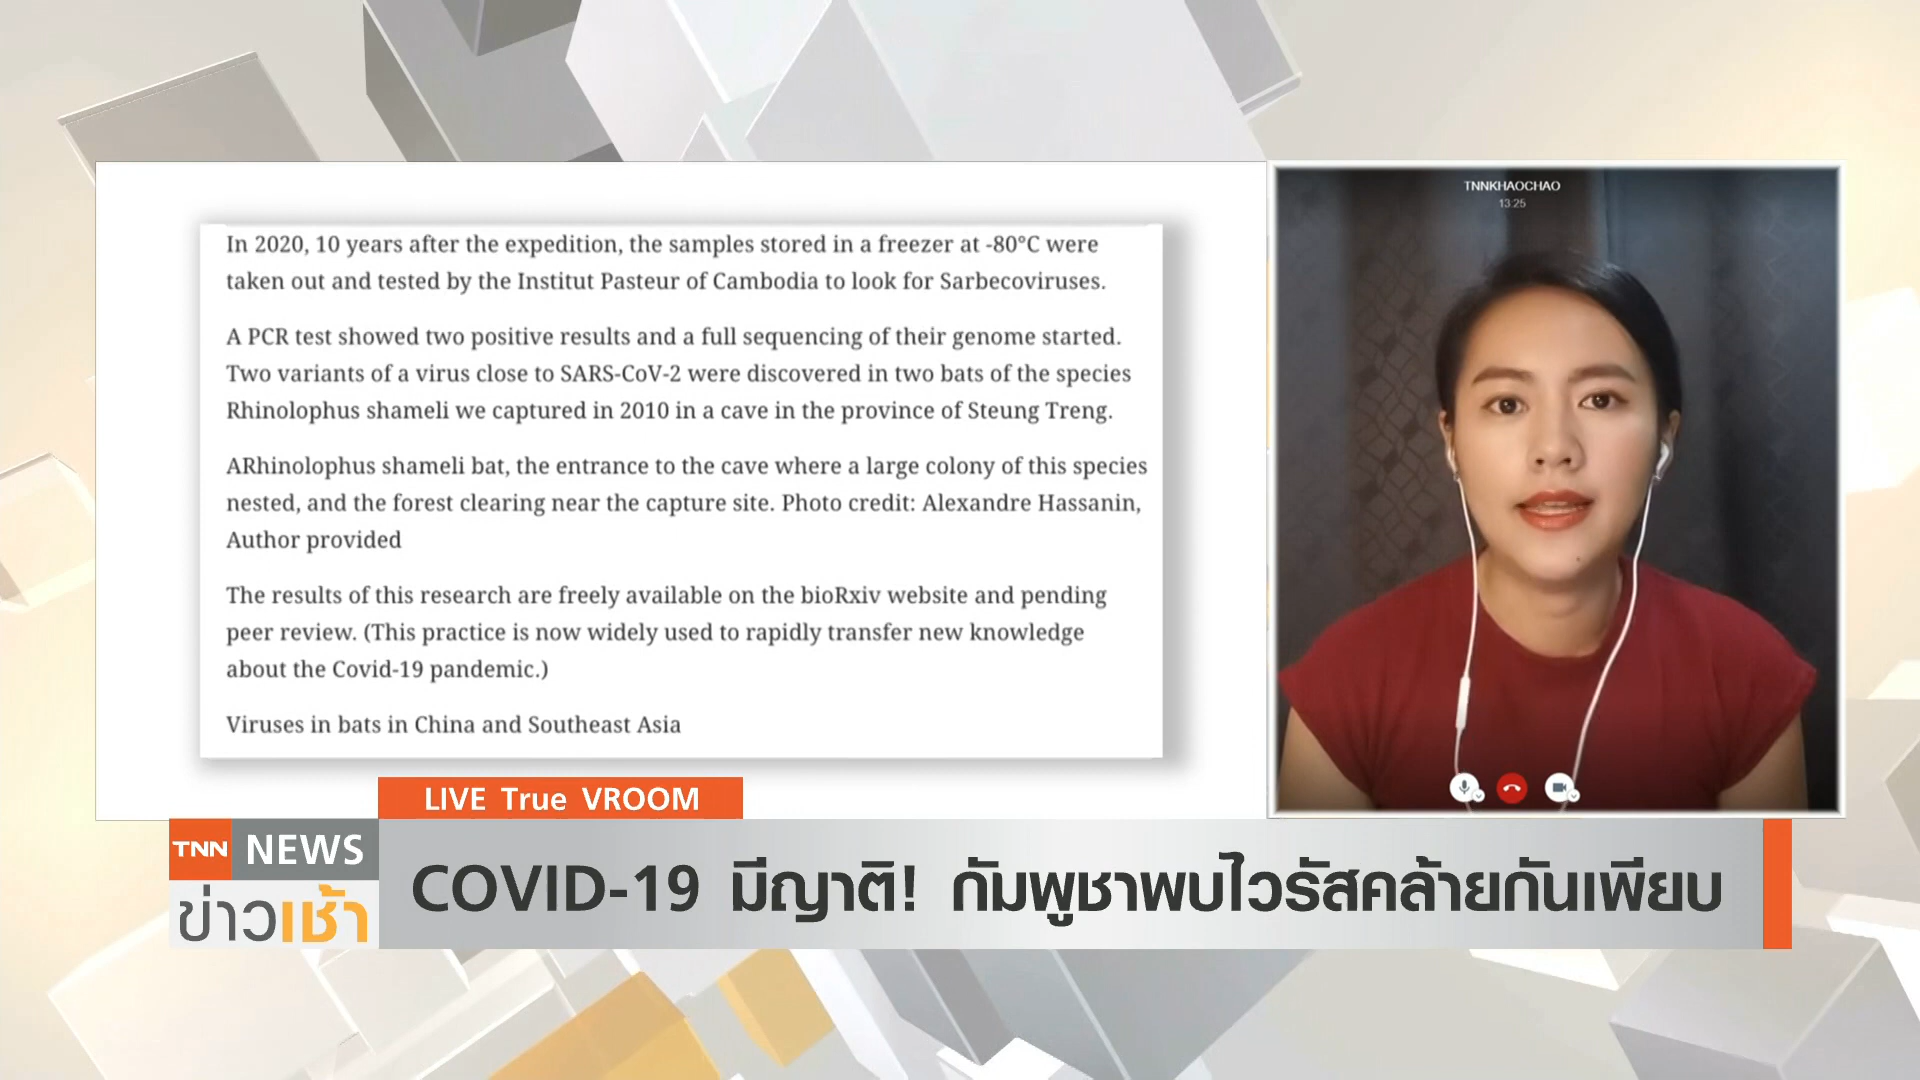 In 2020, 10 years after the expedition, the samples stored in a freezer at -80°C were
taken out and tested by the Institut Pasteur of Cambodia to look for Sarbecoviruses.
A PCR test showed two positive results and a full sequencing of their genome started.
Two variants of a virus close to SARS-CoV-2 were discovered in two bats of the species
Rhinolophus shameli we captured in 2010 in a cave in the province of Steung Treng.
ARhinolophus shameli bat, the entrance to the cave where a large colony of this species
nested, and the forest clearing near the capture site. Photo credit: Alexandre Hassanin,
Author provided
The results of this research are freely available on the bioRxiv website and pending
peer review. (This practice is now widely used to rapidly transfer new knowledge
about the Covid-19 pandemic.)
Viruses in bats in China and Southeast Asia
TNNKHAOCHAO
13:25
LIVE True VROOM
TNN NEWS
ข่าวเช้า
COVID-19 มีญาติ! กัมพูชาพบไวรัสคล้ายกันเพียบ